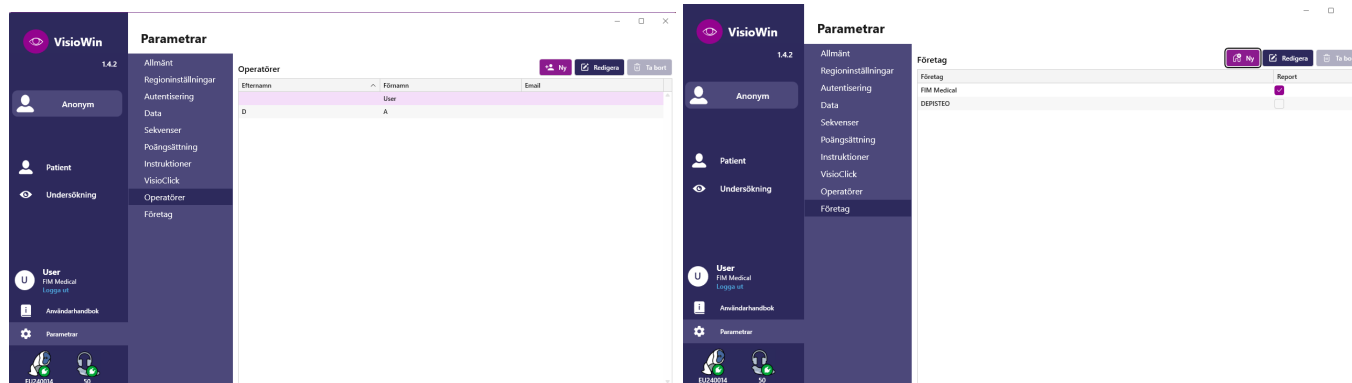 VisioWin
1.4.2
Anonym
Patient
Undersökning
U
User
FIM Medical
Logga ut
Användarhandbok
Parametrar
EU240014
50
Parametrar
Allmänt
Regioninställningar
Autentisering
Data
Sekvenser
Poängsättning
Instruktioner
VisioClick
Operatörer
Företag
Operatörer
Ny
Redigera
Ta bort
Efternamn Förnamn Email
User
D A
VisioWin
1.4.2
Anonym
Patient
Undersökning
U
User
FIM Medical
Logga ut
Användarhandbok
Parametrar
EU240014
50
Parametrar
Allmänt
Regioninställningar
Autentisering
Data
Sekvenser
Poängsättning
Instruktioner
VisioClick
Operatörer
Företag
Företag
Ny
Redigera
Ta bo
Företag Report
FIM Medical
DEPISTEO